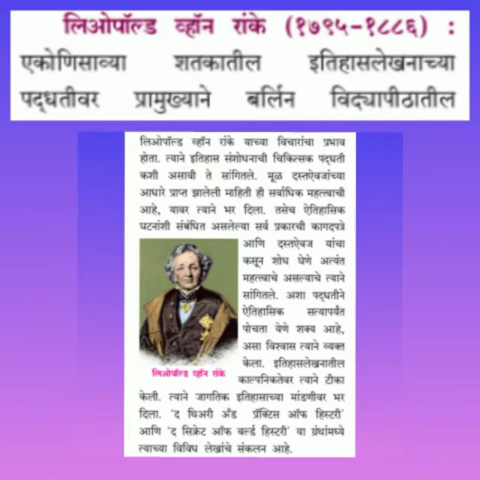 लिओपॉल्ड व्हॉन रांके (१७९५-१८८६) :
एकोणिसाव्या शतकातील इतिहासलेखनाच्या
पद्धतीवर प्रामुख्याने बर्लिन विद्यापीठातील
लिओपॉल्ड व्हॉन रांके याच्या विचारांचा प्रभाव
होता. त्याने इतिहास संशोधनाची चिकित्सक पद्धती
कशी असावी ते सांगितले. मूळ दस्तऐवजांच्या
आधारे प्राप्त झालेली माहिती ही सर्वाधिक महत्त्वाची
आहे, यावर त्याने भर दिला. तसेच ऐतिहासिक
घटनांशी संबंधित असलेल्या सर्व प्रकारची कागदपत्रे
आणि दस्तऐवज यांचा
कसून शोध घेणे अत्यंत
महत्त्वाचे असल्याचे त्याने
सांगितले. अशा पद्धतीने
ऐतिहासिक सत्यापर्यंत
पोचता येणे शक्य आहे,
असा विश्वास त्याने व्यक्त
केला. इतिहासलेखनातील
काल्पनिकतेवर त्याने टीका
लिओपॉल्ड व्हॉन रांके
केली. त्याने जागतिक इतिहासाच्या मांडणीवर भर
दिला. 'द थिअरी अँड प्रॅक्टिस ऑफ हिस्टरी'
आणि 'द सिक्रेट ऑफ वर्ल्ड हिस्टरी' या ग्रंथांमध्ये
त्याच्या विविध लेखांचे संकलन आहे.